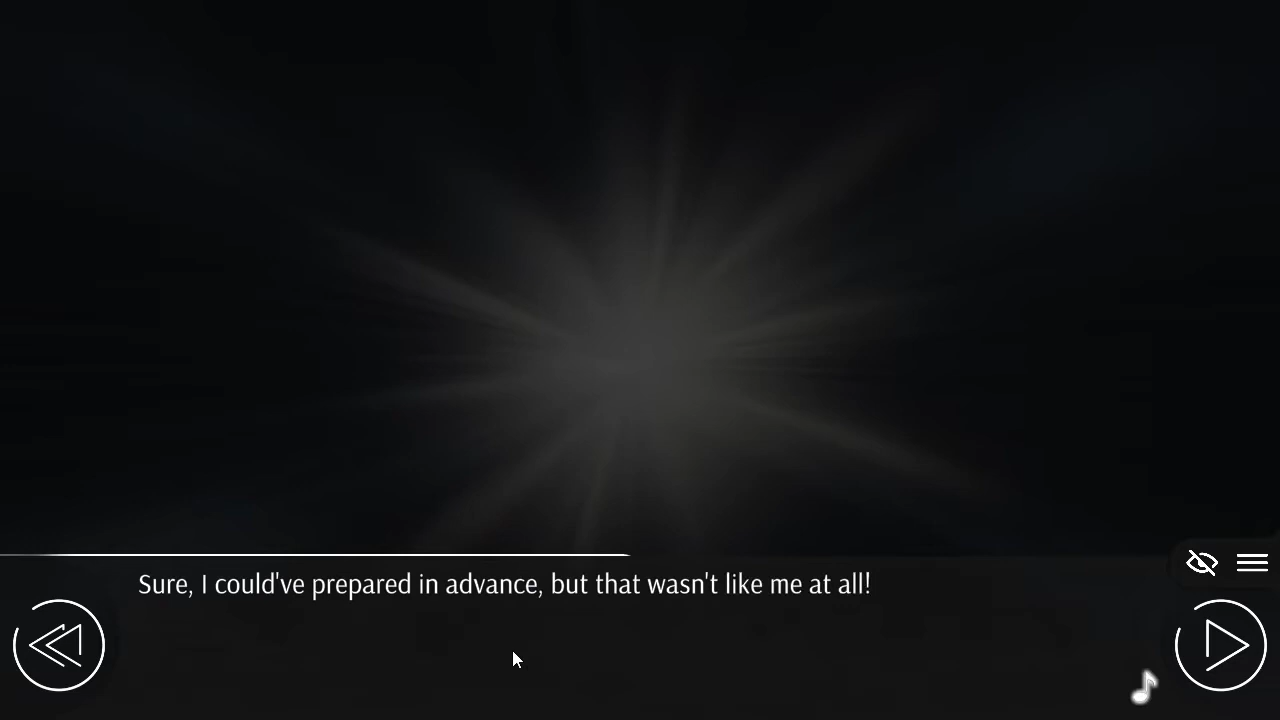 Sure, I could've prepared in advance, but that wasn't like me at all!